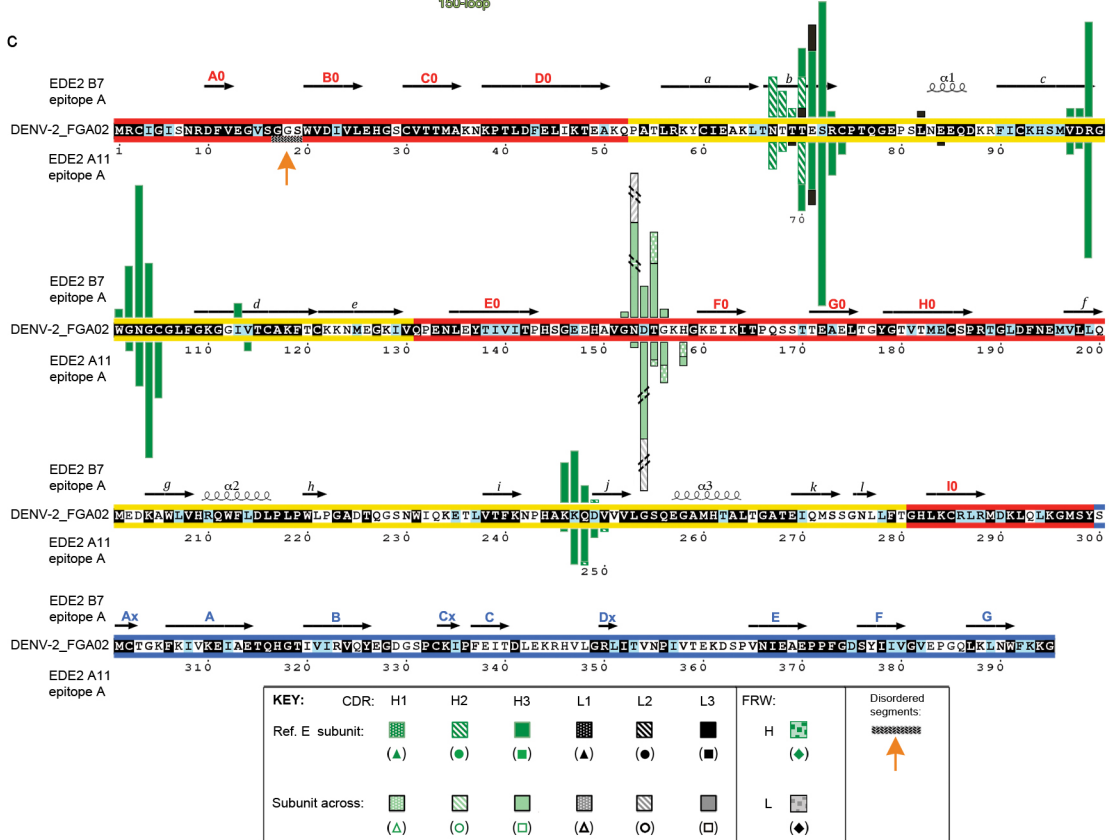 150-loop
C
A0 B0 C0 D0 a b α1 c
EDE2 B7
epitope A
DENV-2_FGA02 MRCIGISNRDFVEGVSGGSWVDIVLEHGSCVTTMAKNKPTLDFELIKTEAKQPATLRKYCIEAKLTNTTTESRCPTQGEPSLNEEQDKRFICKHSMVDRG
1 10 20 30 40 50 60 80 90
EDE2 A11
epitope A
70
EDE2 B7
epitope A
d e E0 F0 G0 H0 f
DENV-2_FGA02 WGNGCGLFGKGGIVTCAKFTCKKNMEGKIVQPENLEYTIVITPHSGEEHAVGNDTGKHGKEIKITPQSSTTEAELTGYGTVTMECSPRTGLDFNEMVLLQ
110 120 130 140 150 160 170 180 190 200
EDE2 A11
epitope A
EDE2 B7
epitope A
g α2 h i j α3 k l I0
DENV-2_FGA02 MEDKAWLVHRQWFLDLPLPWLPGADTQGSNWIQKETLVTFKNPHAKKQDVVVLGSQEGAMHTALTGATEIQMSSGNLLFTGHLKCRLRMDKLQLKGMSYS
210 220 230 240 260 270 280 290 300
EDE2 A11
epitope A
250
EDE2 B7
epitope A
Ax A B Cx C Dx E F G
DENV-2_FGA02 MCTGKFKIVKEIAETQHGTIVIRVQYEGDGSPCKIPFEITDLEKRHVLGRLITVNPIVTEKDSPVNIEAEPPFGDSYIIVGVEPGQLKLNWFKKG
310 320 330 340 350 360 370 380 390
EDE2 A11
epitope A
KEY: CDR: H1 H2 H3 L1 L2 L3 FRW: Disordered
segments:
Ref. E subunit: H
(▲) (●) (■) (▲) (●) (■) (◆)
Subunit across: L
(△) (○) (□) (△) (○) (□) (◆)